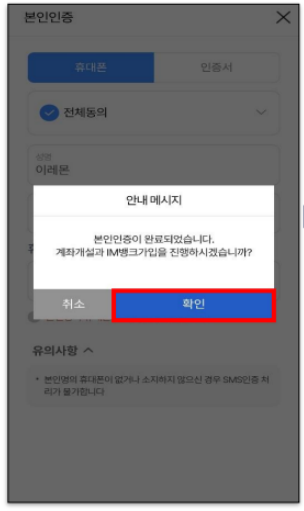 본인인증
휴대폰
인증서
전체동의
성명
이레몬
안내 메시지
본인인증이 완료되었습니다.
계좌개설과 IM뱅크가입을 진행하시겠습니까?
취소
확인
유의사항
• 본인명의 휴대폰이 없거나 소지하지 않으신 경우 SMS인증 처
리가 불가합니다.